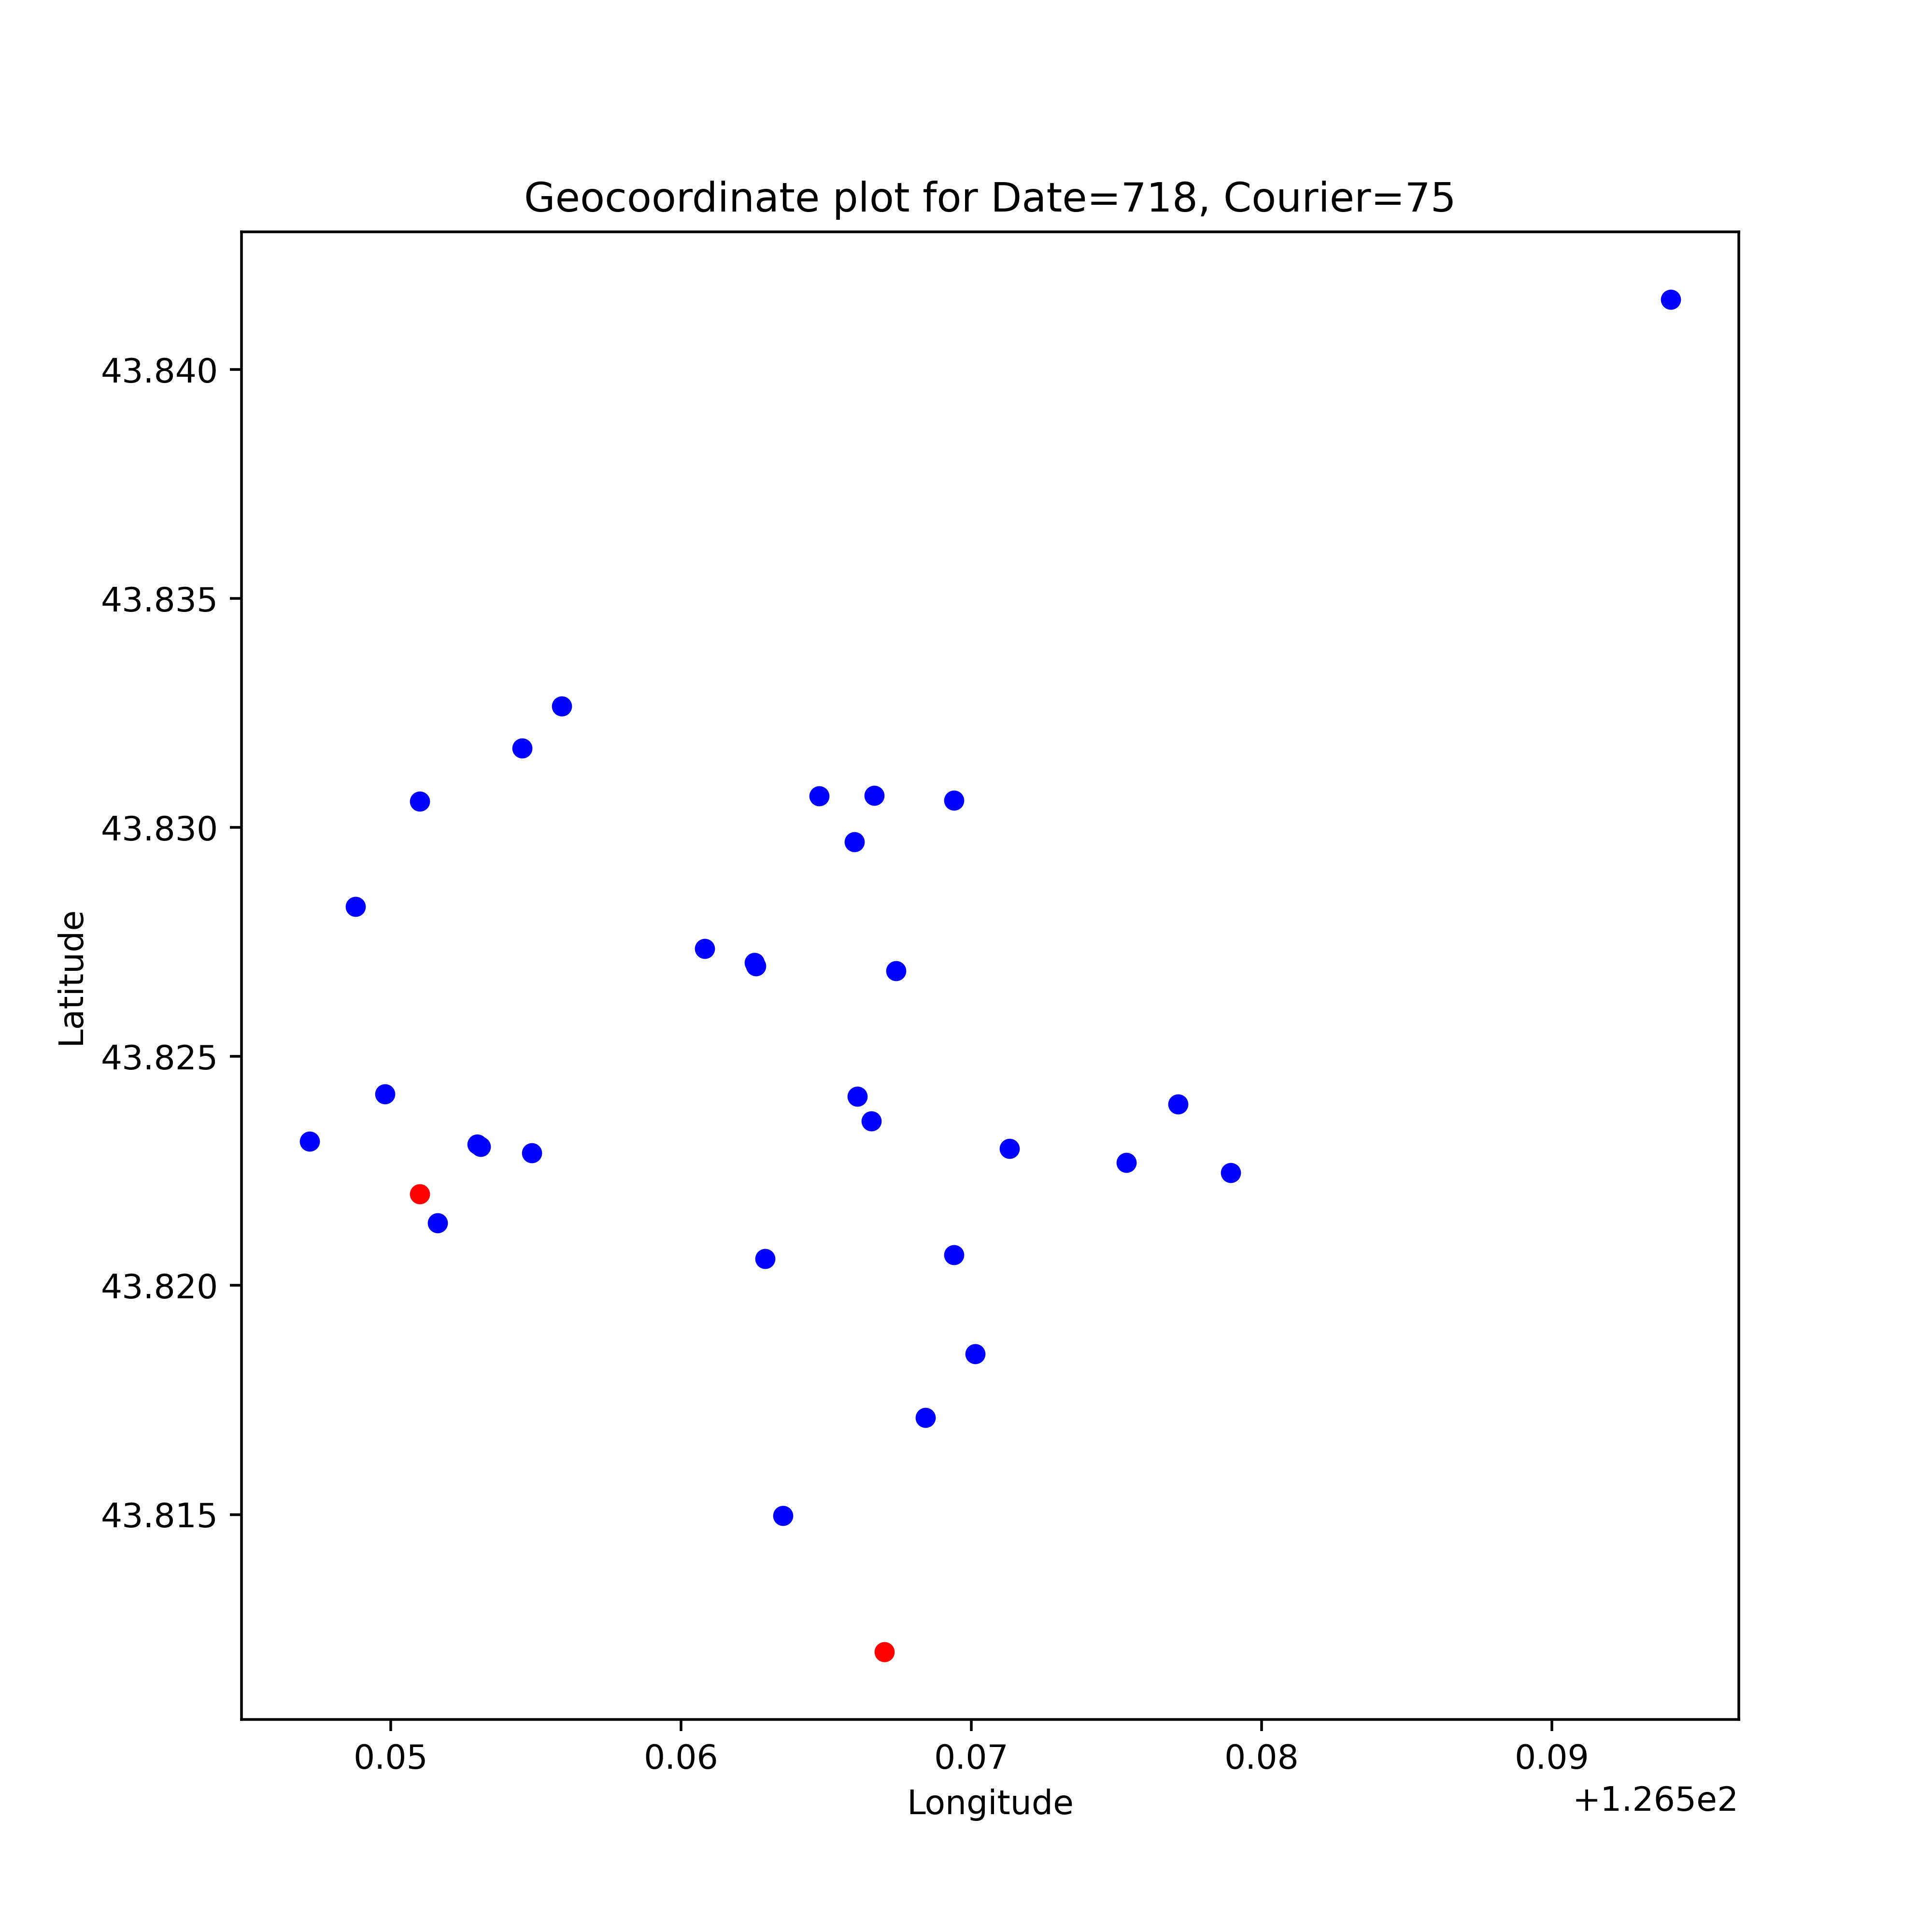 Geocoordinate plot for Date=718, Courier=75
Latitude
43.840
43.835
43.830
43.825
43.820
43.815
0.05 0.06 0.07 0.08 0.09
+1.265e2
Longitude